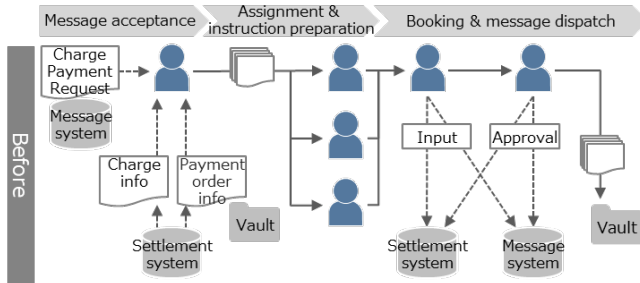 Message acceptance
Assignment &
instruction preparation
Booking & message dispatch
Before
Charge
Payment
Request
Message
system
Charge
info
Payment
order
info
Vault
Settlement
system
Input
Approval
Settlement
system
Message
system
Vault